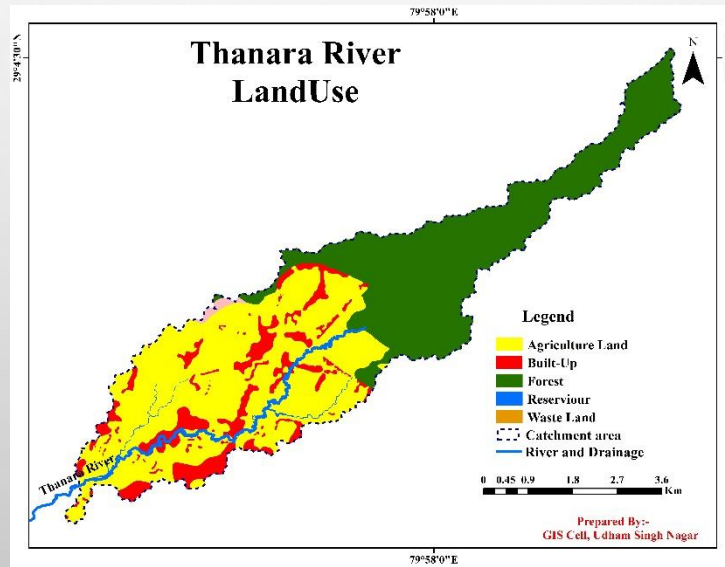 79°58'0"E
29°4'30"N
Thanara River
LandUse
N
Legend
Agriculture Land
Built-Up
Forest
Reserviour
Waste Land
Catchment area
River and Drainage
Thanara River
0 0.45 0.9 1.8 2.7 3.6
Km
Prepared By:-
GIS Cell, Udham Singh Nagar
79°58'0"E